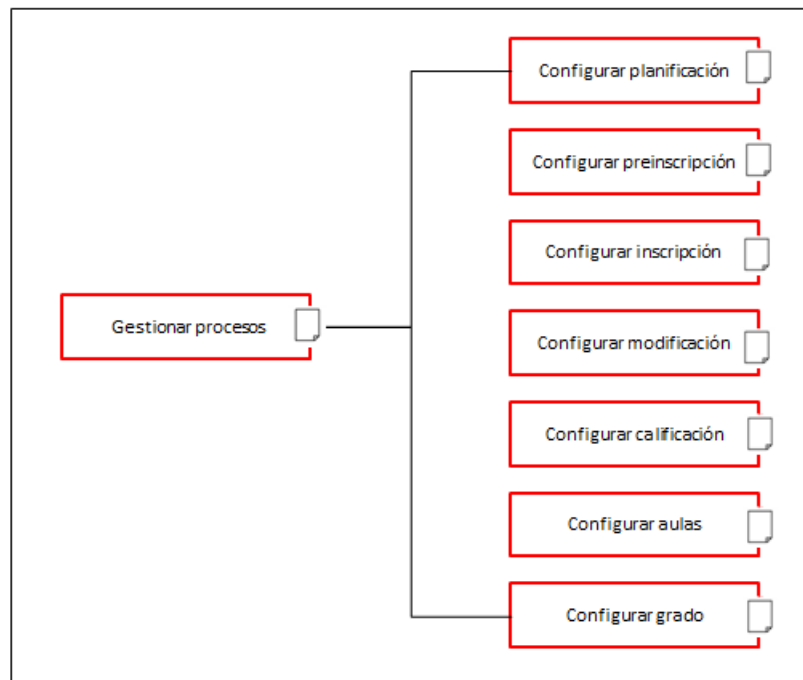 Configurar planificación
Configurar preinscripción
Configurar inscripción
Gestionar procesos
Configurar modificación
Configurar calificación
Configurar aulas
Configurar grado